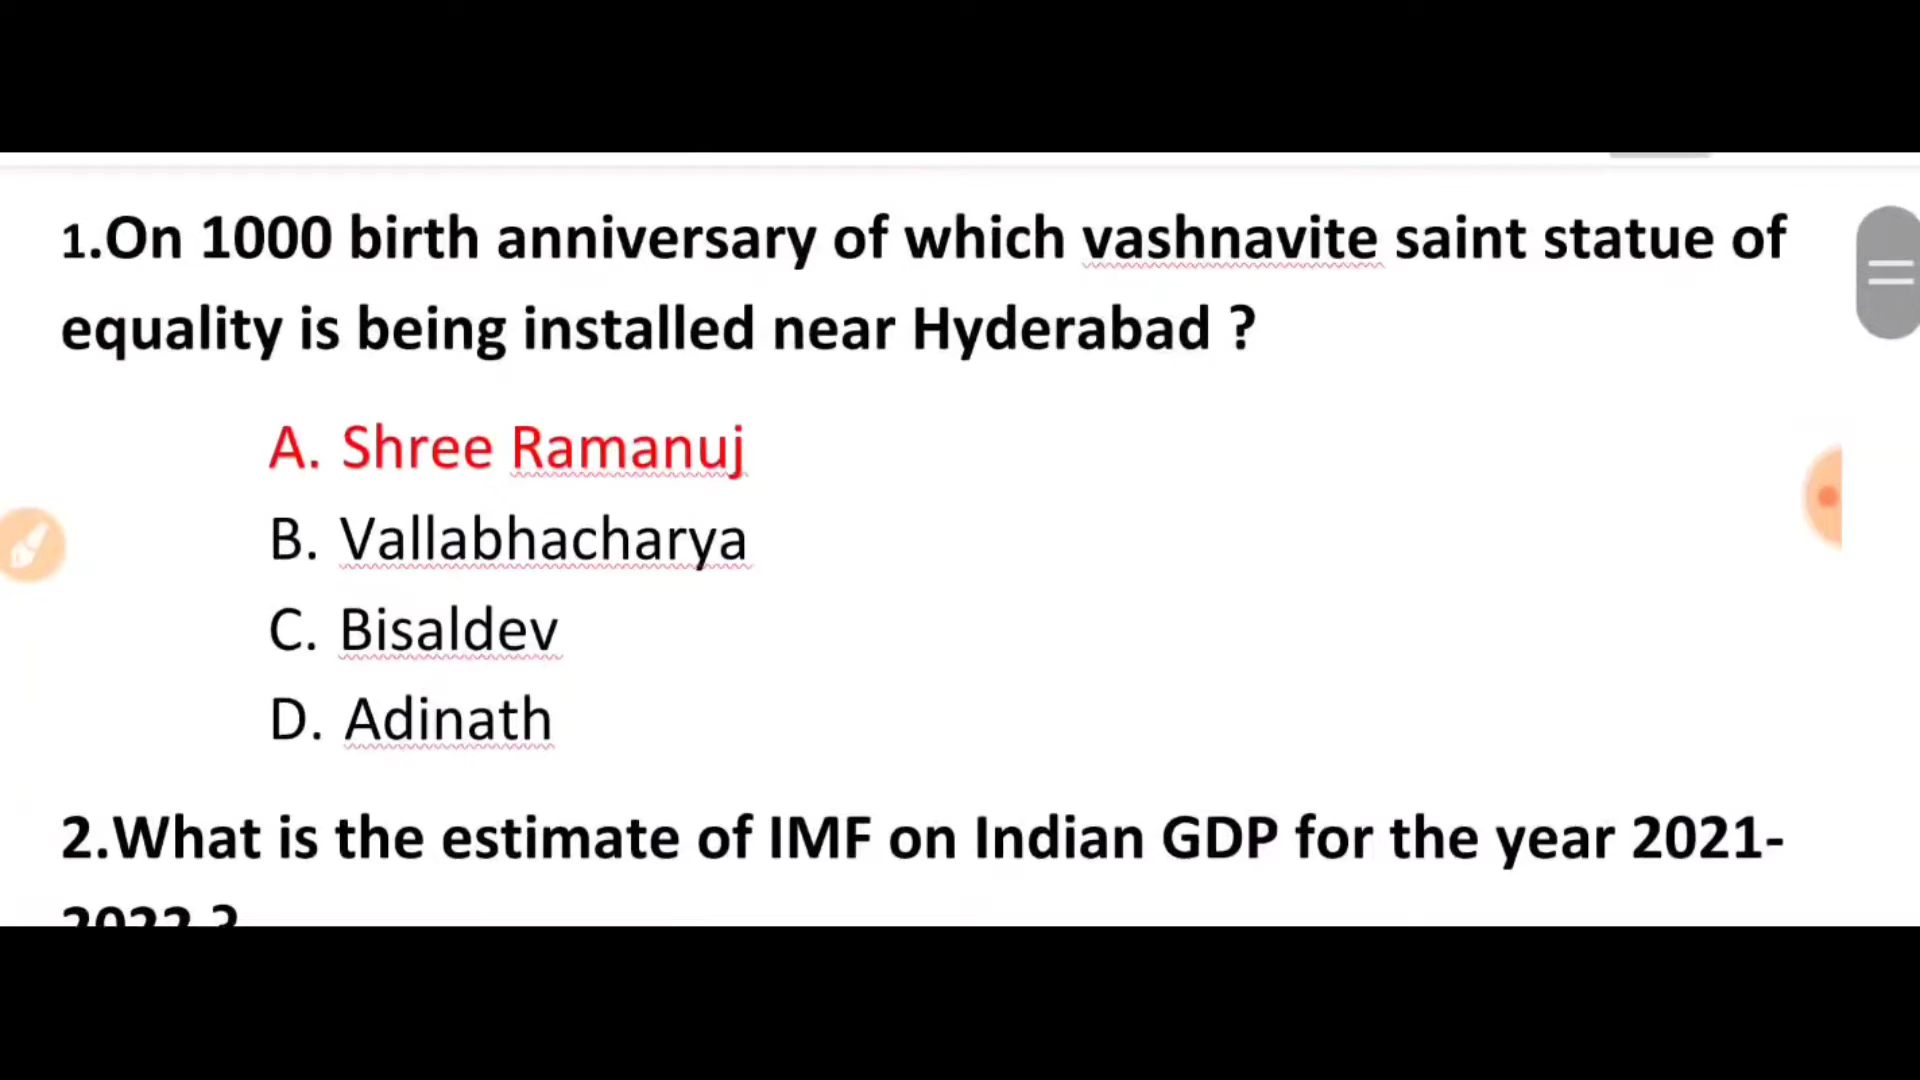 1.On 1000 birth anniversary of which vashnavite saint statue of
equality is being installed near Hyderabad ?
A. Shree Ramanuj
B. Vallabhacharya
C. Bisaldev
D. Adinath
2.What is the estimate of IMF on Indian GDP for the year 2021-
2022 ?